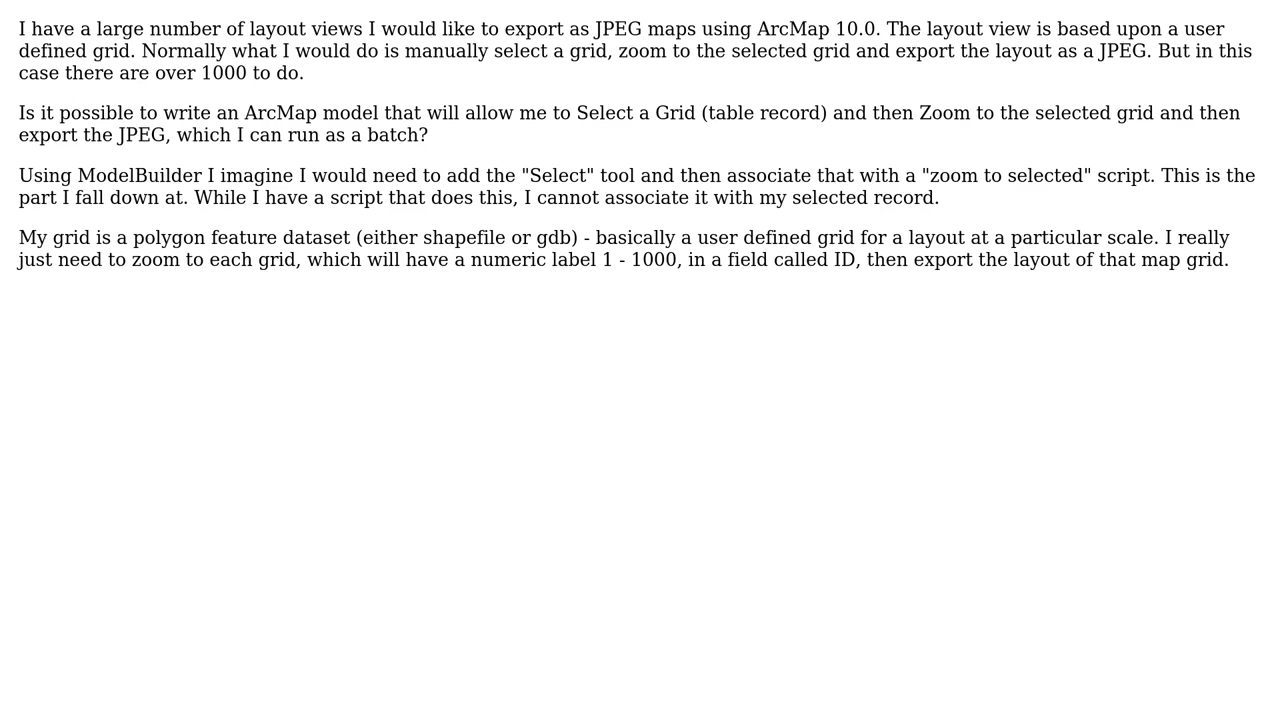 I have a large number of layout views I would like to export as JPEG maps using ArcMap 10.0. The layout view is based upon a user
defined grid. Normally what I would do is manually select a grid, zoom to the selected grid and export the layout as a JPEG. But in this
case there are over 1000 to do.
Is it possible to write an ArcMap model that will allow me to Select a Grid (table record) and then Zoom to the selected grid and then
export the JPEG, which I can run as a batch?
Using ModelBuilder I imagine I would need to add the "Select" tool and then associate that with a "zoom to selected" script. This is the
part I fall down at. While I have a script that does this, I cannot associate it with my selected record.
My grid is a polygon feature dataset (either shapefile or gdb) - basically a user defined grid for a layout at a particular scale. I really
just need to zoom to each grid, which will have a numeric label 1 - 1000, in a field called ID, then export the layout of that map grid.